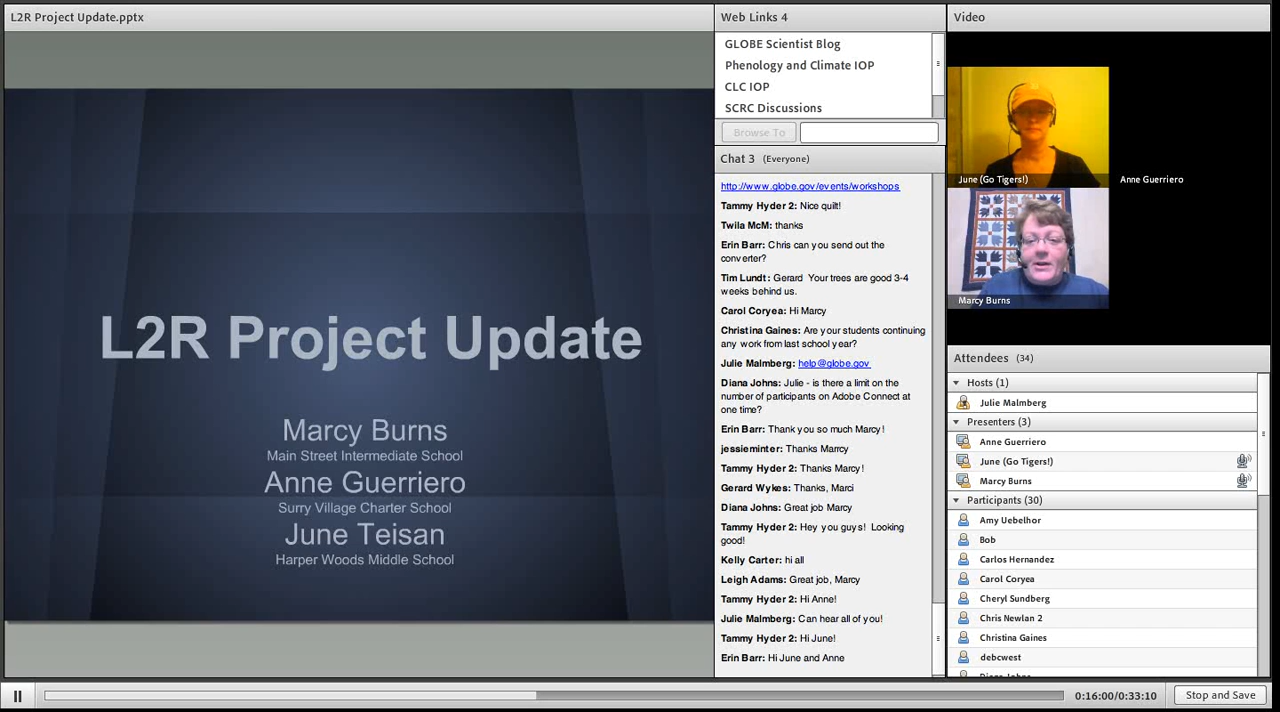 L2R Project Update.pptx
L2R Project Update
Marcy Burns
Main Street Intermediate School
Anne Guerriero
Surry Village Charter School
June Teisan
Harper Woods Middle School
Web Links 4
GLOBE Scientist Blog
Phenology and Climate IOP
CLC IOP
SCRC Discussions
Browse To
Chat 3 (Everyone)
http://www.globe.gov/events/workshops
Tammy Hyder 2: Nice quilt!
Twila McM: thanks
Erin Barr: Chris can you send out the
converter?
Tim Lundt: Gerard Your trees are good 3-4
weeks behind us.
Carol Coryea: Hi Marcy
Christina Gaines: Are your students continuing
any work from last school year?
Julie Malmberg: help@globe.gov
Diana Johns: Julie - is there a limit on the
number of participants on Adobe Connect at
one time?
Erin Barr: Thank you so much Marcy!
jessieminter: Thanks Marcy
Tammy Hyder 2: Thanks Marcy!
Gerard Wykes: Thanks, Marci
Diana Johns: Great job Marcy
Tammy Hyder 2: Hey you guys! Looking
good!
Kelly Carter: hi all
Leigh Adams: Great job, Marcy
Tammy Hyder 2: Hi Anne!
Julie Malmberg: Can hear all of you!
Tammy Hyder 2: Hi June!
Erin Barr: Hi June and Anne
Video
June (Go Tigers!)
Anne Guerriero
Marcy Burns
Attendees (34)
Hosts (1)
Julie Malmberg
Presenters (3)
Anne Guerriero
June (Go Tigers!)
Marcy Burns
Participants (30)
Amy Uebelhor
Bob
Carlos Hernandez
Carol Coryea
Cheryl Sundberg
Chris Newlan 2
Christina Gaines
debcwest
Diana Johns
0:16:00/0:33:10
Stop and Save